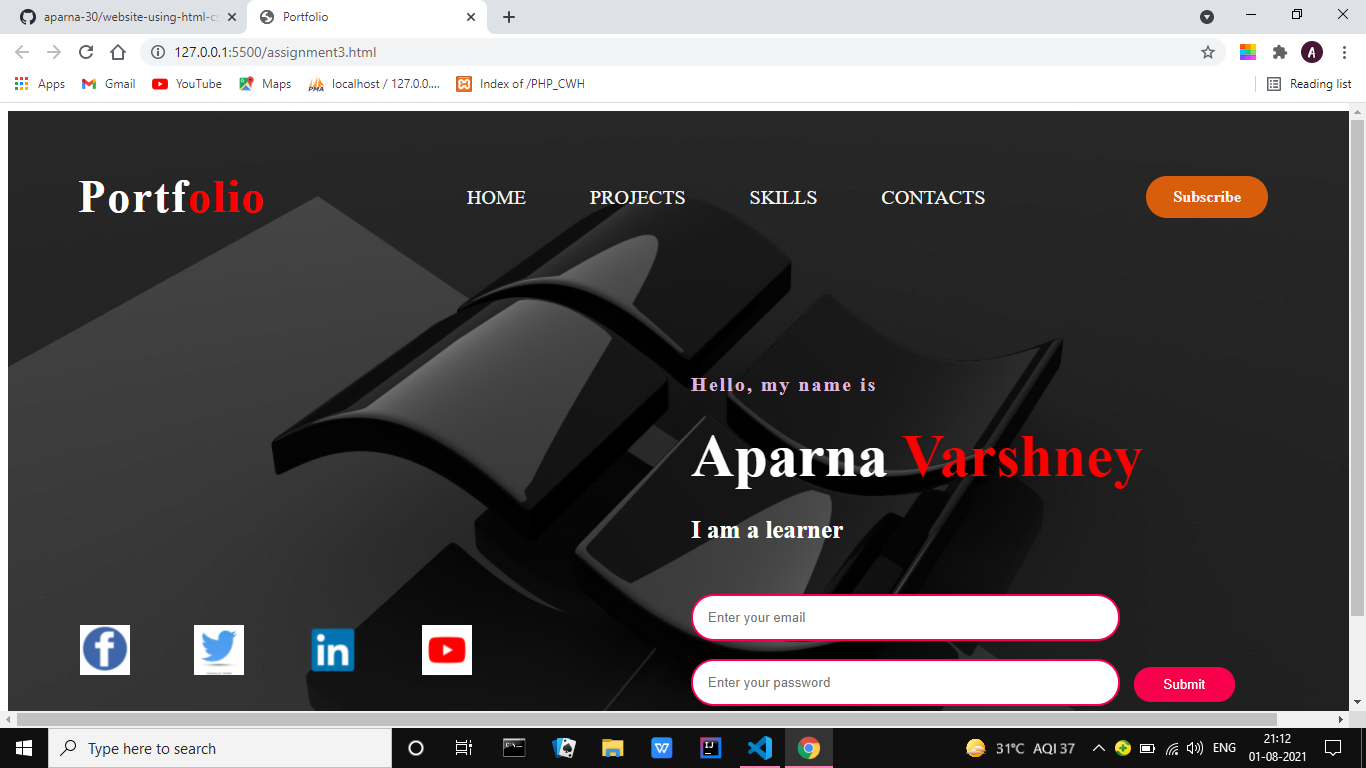 aparna-30/website-using-html-cs
Portfolio
127.0.0.1:5500/assignment3.html
A
Apps
Gmail
YouTube
Maps
localhost / 127.0.0....
Index of /PHP_CWH
Reading list
Portfolio
HOME
PROJECTS
SKILLS
CONTACTS
Subscribe
Hello, my name is
Aparna Varshney
I am a learner
Enter your email
Enter your password
Submit
Type here to search
31°C AQI 37
ENG
21:12
01-08-2021